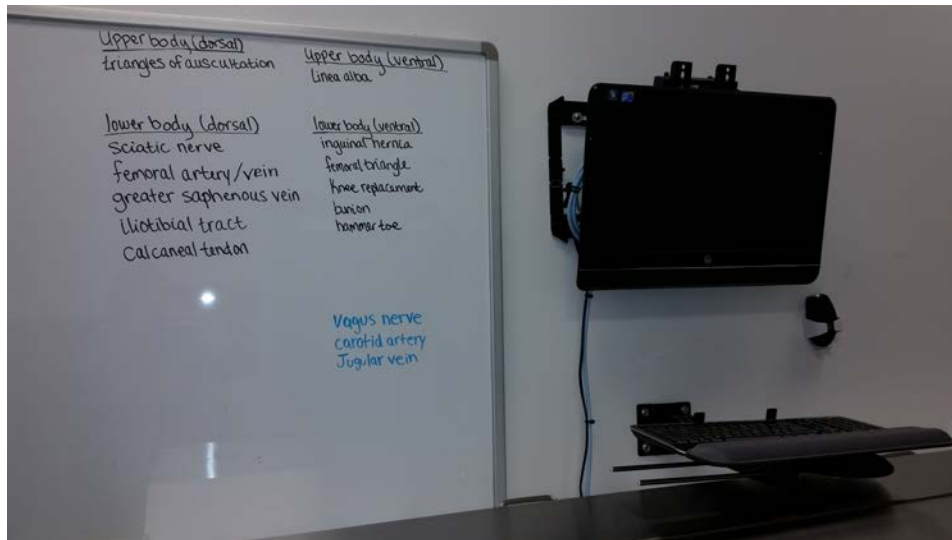 Upper body (dorsal)
triangles of auscultation
Upper body (ventral)
Linea alba
lower body (dorsal)
sciatic nerve
femoral artery/vein
greater saphenous vein
iliotibial tract
calcaneal tendon
lower body (ventral)
inguinal hernia
femoral triangle
knee replacement
bunion
hammer toe
Vagus nerve
carotid artery
Jugular vein
hp